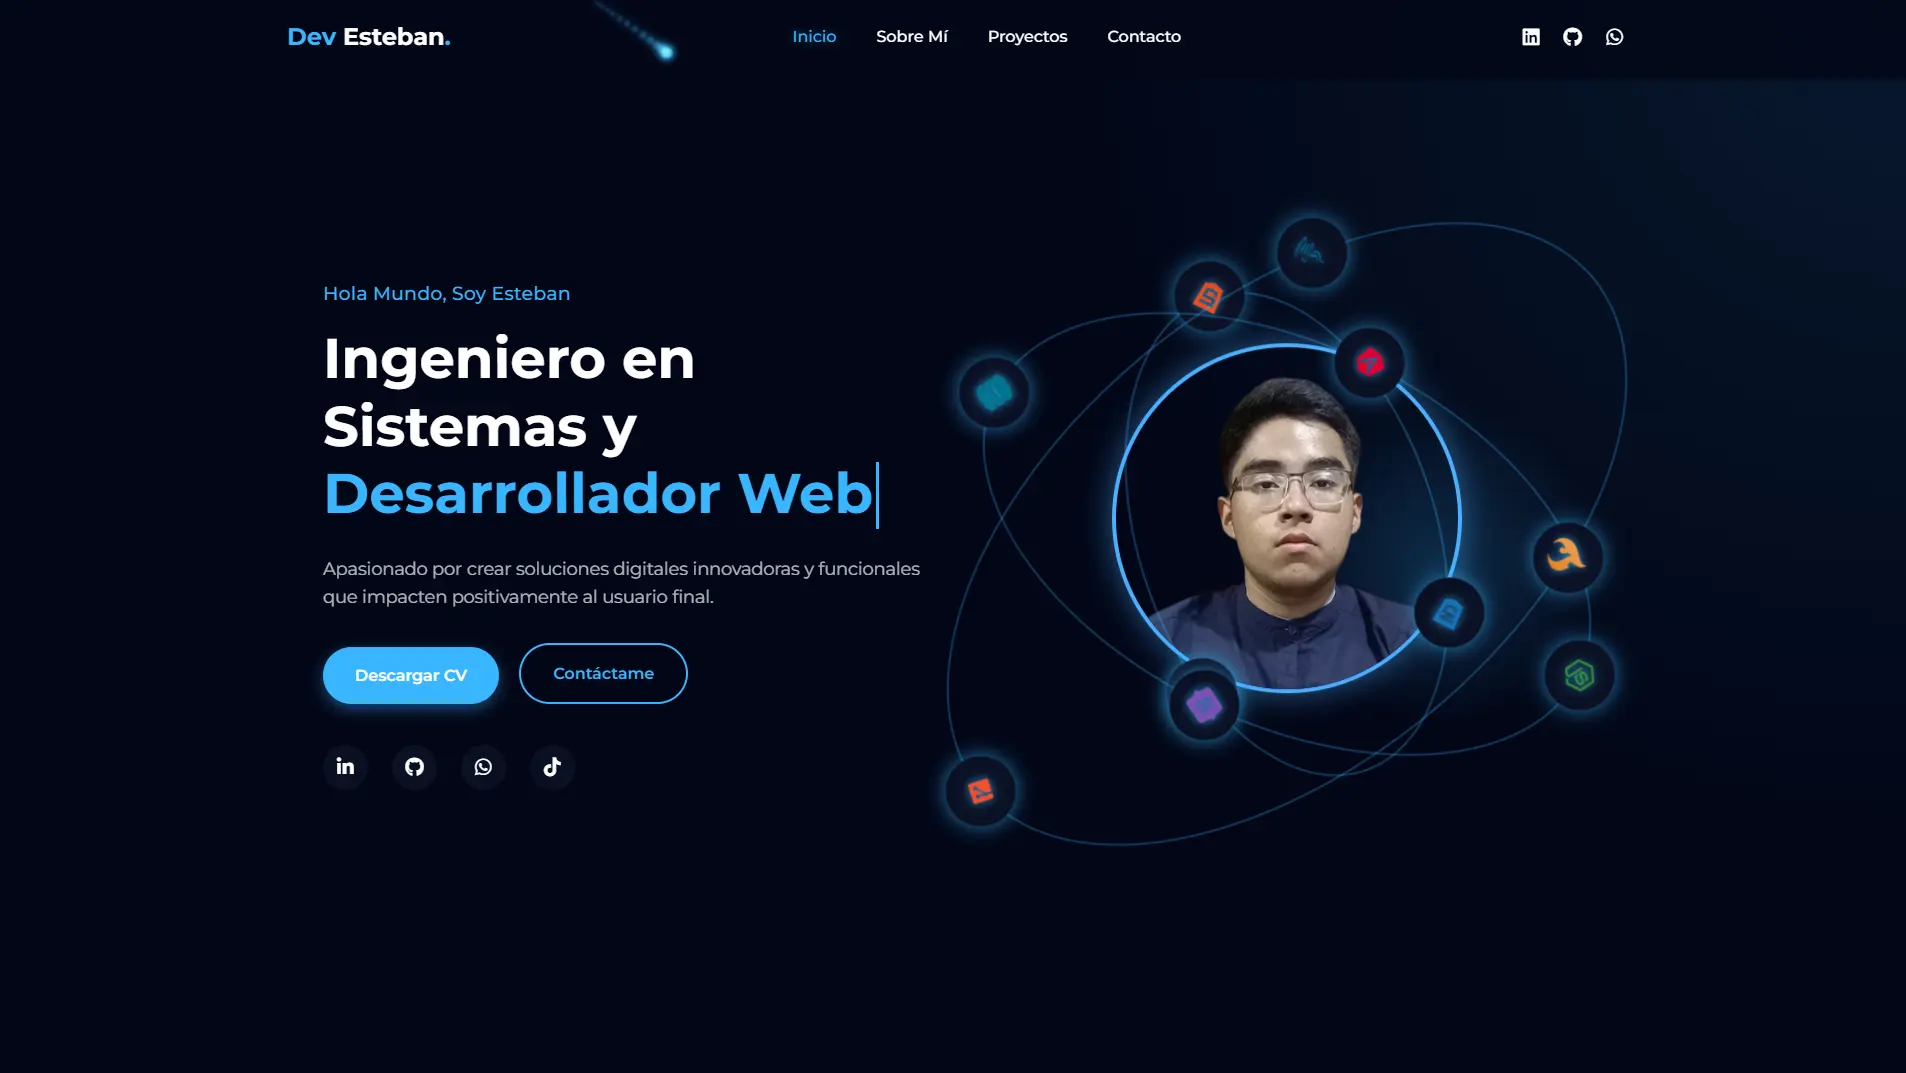 Dev Esteban.
Inicio
Sobre Mí
Proyectos
Contacto
Hola Mundo, Soy Esteban
Ingeniero en
Sistemas y
Desarrollador Web
Apasionado por crear soluciones digitales innovadoras y funcionales
que impacten positivamente al usuario final.
Descargar CV
Contáctame